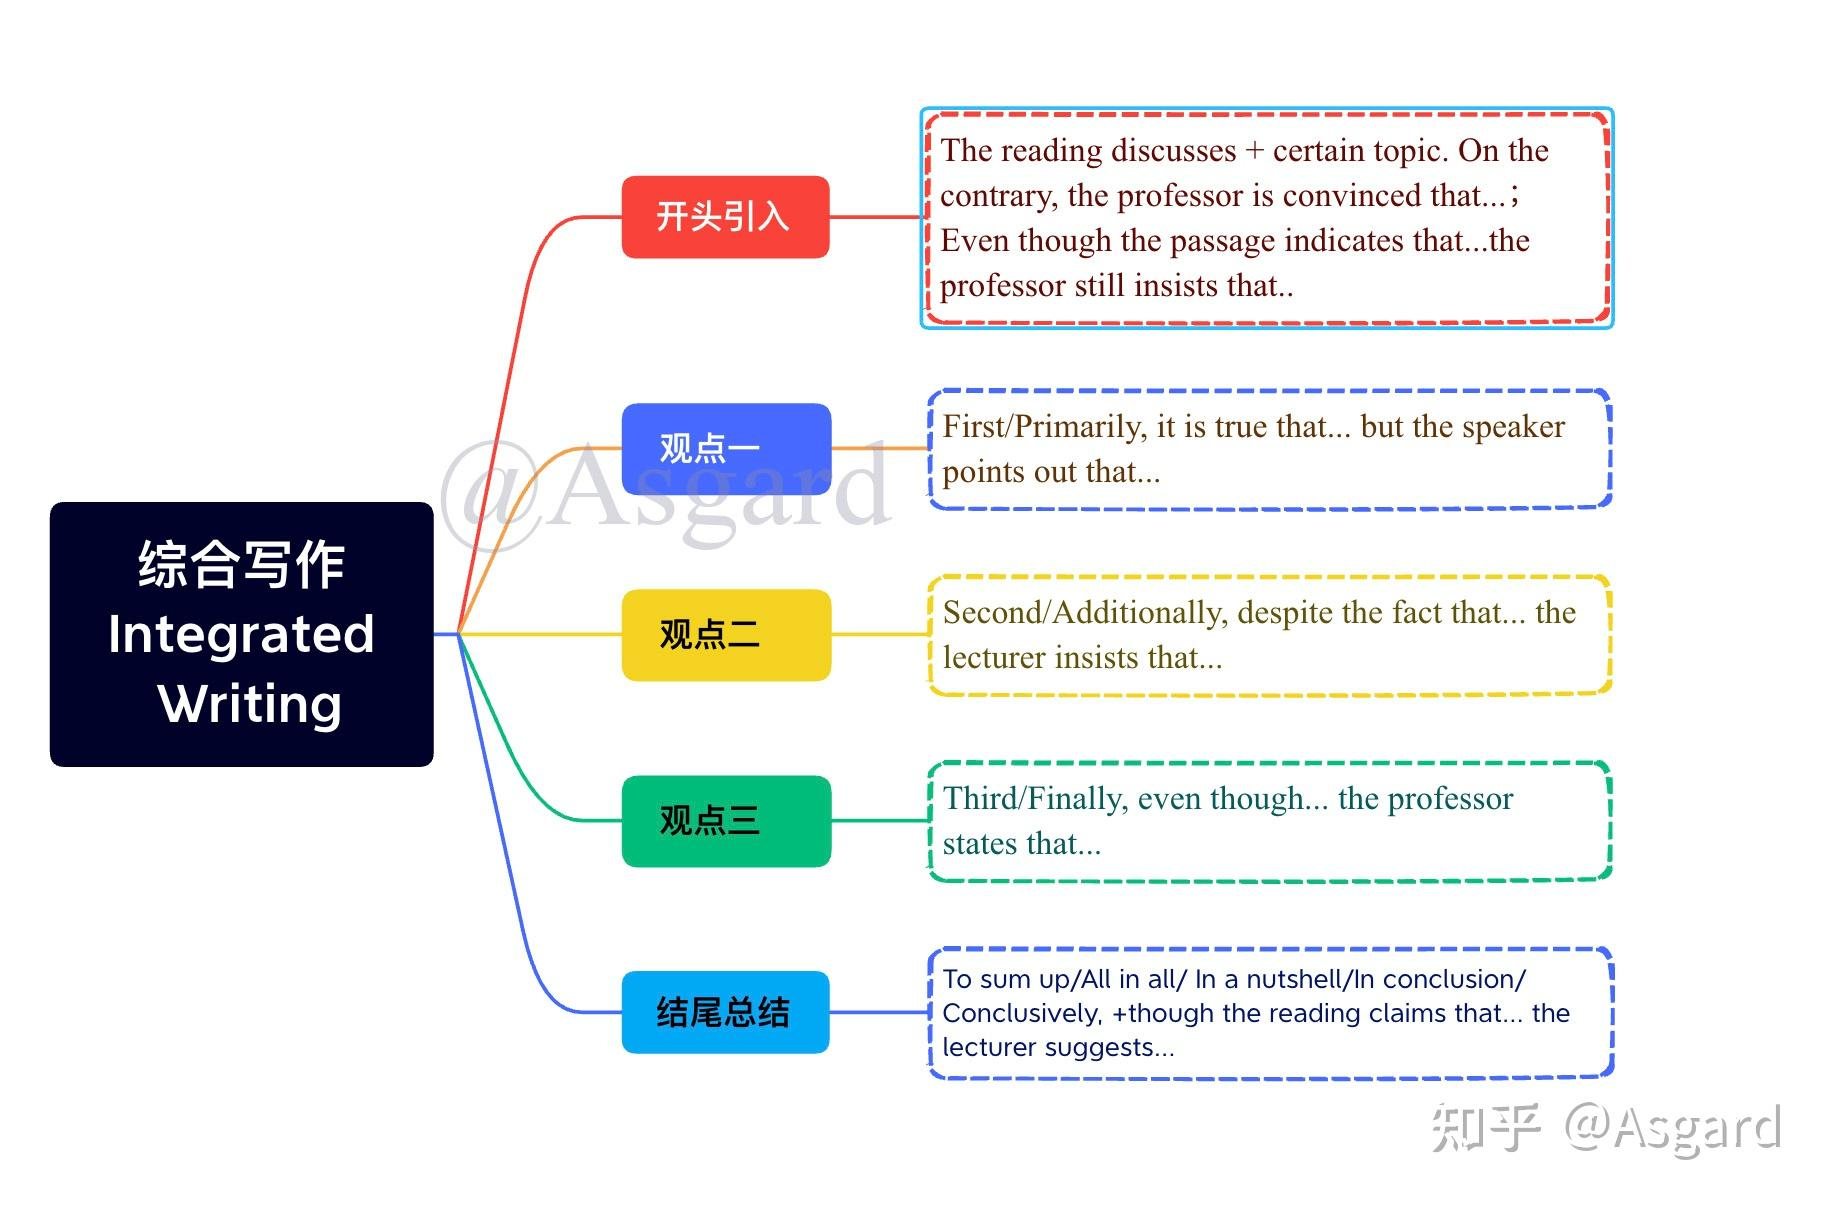 综合写作
Integrated
Writing
开头引入
The reading discusses + certain topic. On the
contrary, the professor is convinced that...;
Even though the passage indicates that...the
professor still insists that..
观点一
First/Primarily, it is true that... but the speaker
points out that...
观点二
Second/Additionally, despite the fact that... the
lecturer insists that...
观点三
Third/Finally, even though... the professor
states that...
结尾总结
To sum up/All in all/ In a nutshell/In conclusion/
Conclusively, +though the reading claims that... the
lecturer suggests...
@Asgard
知乎 @Asgard